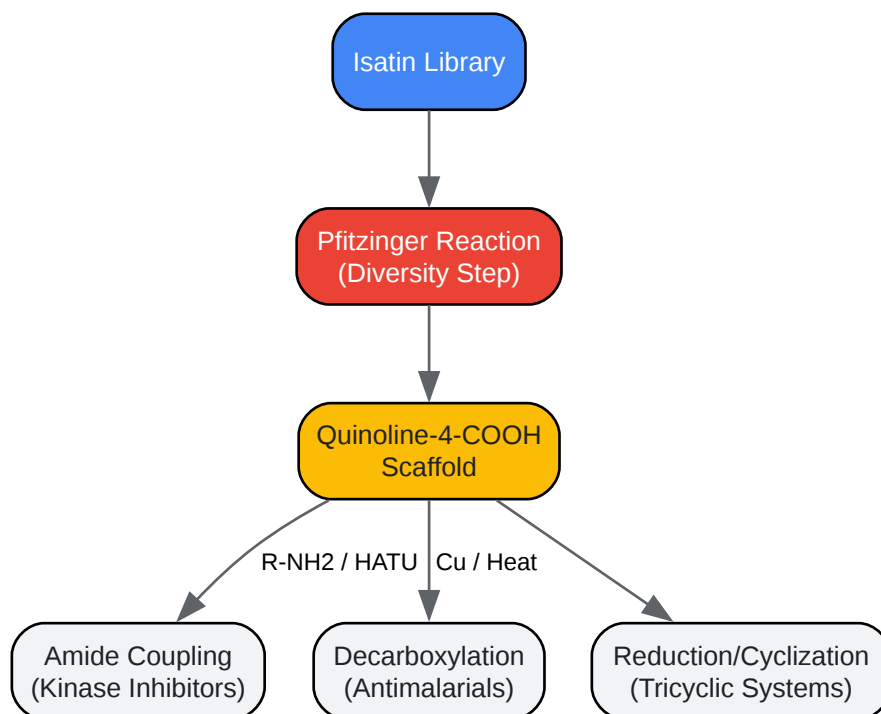 Isatin Library
Pfitzinger Reaction
(Diversity Step)
Quinoline-4-COOH
Scaffold
R-NH2 / HATU
Cu / Heat
Amide Coupling
(Kinase Inhibitors)
Decarboxylation
(Antimalarials)
Reduction/Cyclization
(Tricyclic Systems)